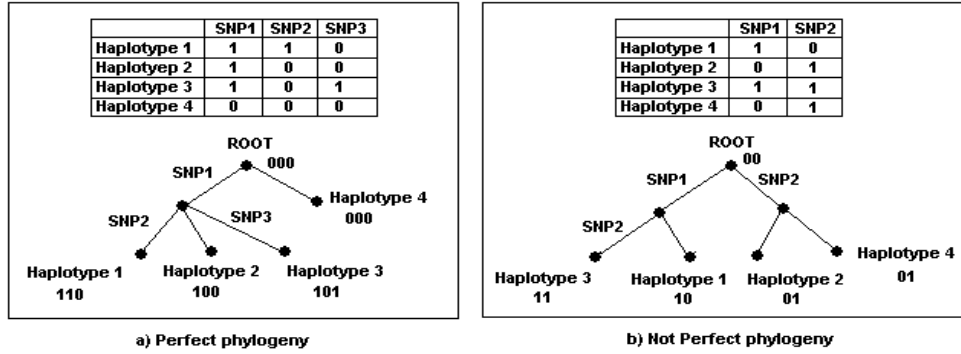 SNP1 SNP2 SNP3
Haplotype 1 1 1 0
Haplotyep 2 1 0 0
Haplotype 3 1 0 1
Haplotype 4 0 0 0
ROOT
000
SNP1
Haplotype 4
000
SNP2
SNP3
Haplotype 1
110
Haplotype 2
100
Haplotype 3
101
a) Perfect phylogeny
SNP1 SNP2
Haplotype 1 1 0
Haplotyep 2 0 1
Haplotype 3 1 1
Haplotype 4 0 1
ROOT
00
SNP1
SNP2
SNP2
Haplotype 3
11
Haplotype 1
10
Haplotype 2
01
Haplotype 4
01
b) Not Perfect phylogeny